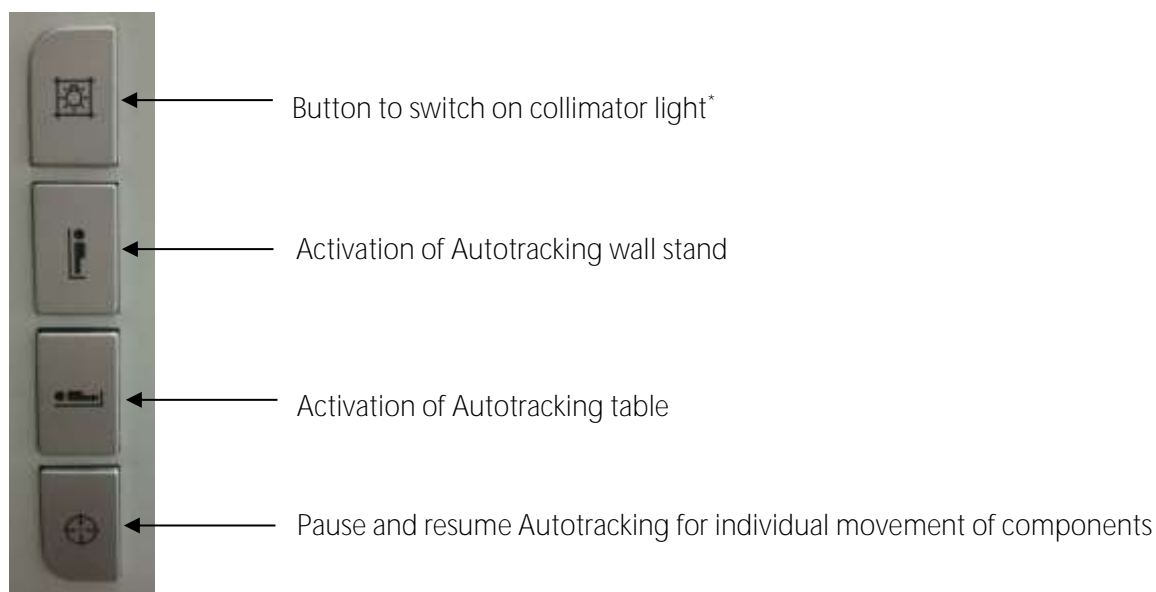 Button to switch on collimator light*
Activation of Autotracking wall stand
Activation of Autotracking table
Pause and resume Autotracking for individual movement of components